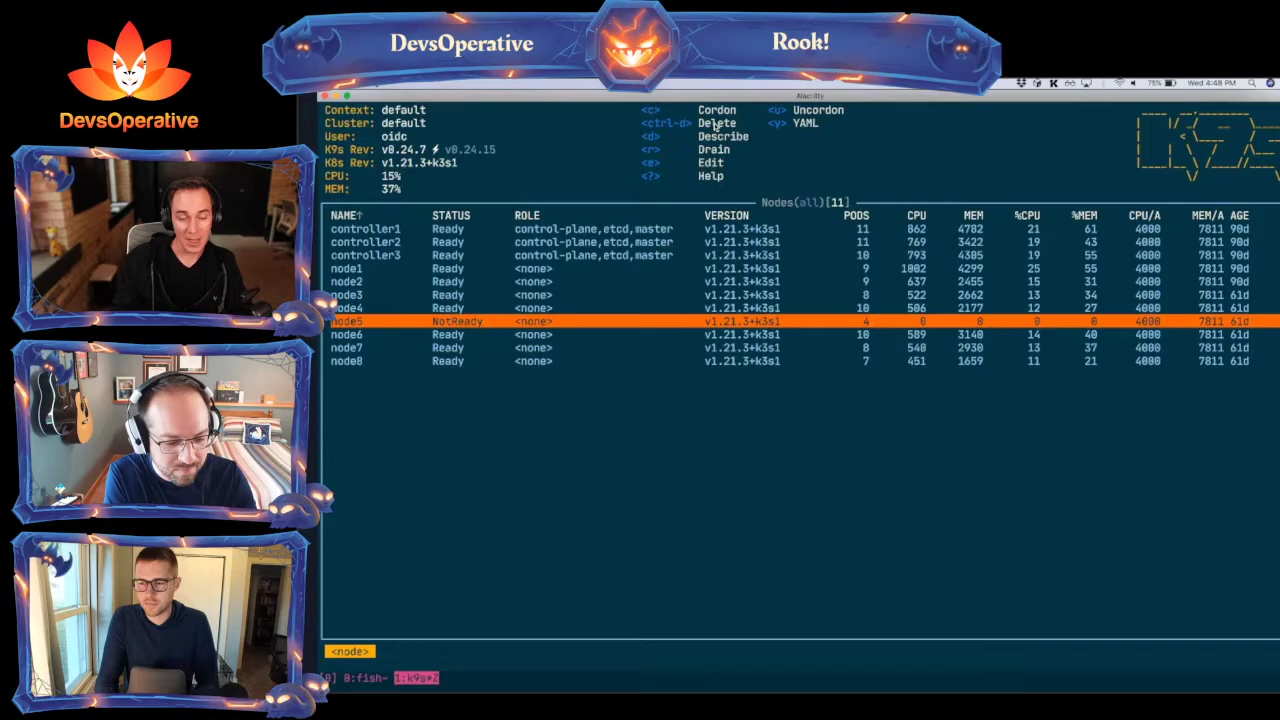 DevsOperative
Rook!
DevsOperative
75% Wed 4:48 PM
Alacritty
Context: default
Cluster: default
User: oidc
K9s Rev: v0.24.7 ⚡ v0.24.15
K8s Rev: v1.21.3+k3s1
CPU: 15%
MEM: 37%
<c> Cordon
<ctrl-d> Delete
<d> Describe
<r> Drain
<e> Edit
<?> Help
<u> Uncordon
<y> YAML
Nodes(all)[11]
NAME↑ STATUS ROLE VERSION PODS CPU MEM %CPU %MEM CPU/A MEM/A AGE
controller1 Ready control-plane,etcd,master v1.21.3+k3s1 11 862 4782 21 61 4000 7811 90d
controller2 Ready control-plane,etcd,master v1.21.3+k3s1 11 769 3422 19 43 4000 7811 90d
controller3 Ready control-plane,etcd,master v1.21.3+k3s1 10 793 4305 19 55 4000 7811 90d
node1 Ready <none> v1.21.3+k3s1 9 1002 4299 25 55 4000 7811 90d
node2 Ready <none> v1.21.3+k3s1 9 637 2455 15 31 4000 7811 90d
node3 Ready <none> v1.21.3+k3s1 8 522 2662 13 34 4000 7811 61d
node4 Ready <none> v1.21.3+k3s1 10 506 2177 12 27 4000 7811 61d
node5 NotReady <none> v1.21.3+k3s1 4 0 0 0 0 4000 7811 61d
node6 Ready <none> v1.21.3+k3s1 10 589 3140 14 40 4000 7811 61d
node7 Ready <none> v1.21.3+k3s1 8 540 2930 13 37 4000 7811 61d
node8 Ready <none> v1.21.3+k3s1 7 451 1659 11 21 4000 7811 61d
<node>
[0] 0:fish- 1:k9s*Z